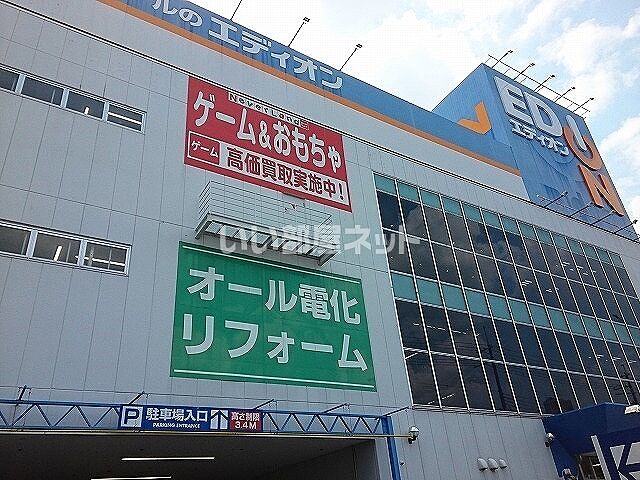 ルの エディオン
EDION
エディオン
NeverLand
ゲーム&おもちゃ
ゲーム 高価買取実施中!
いい部屋ネット
オール電化
リフォーム
P 駐車場入口 ↑ 高さ制限
PARKING ENTRANCE 3.4M